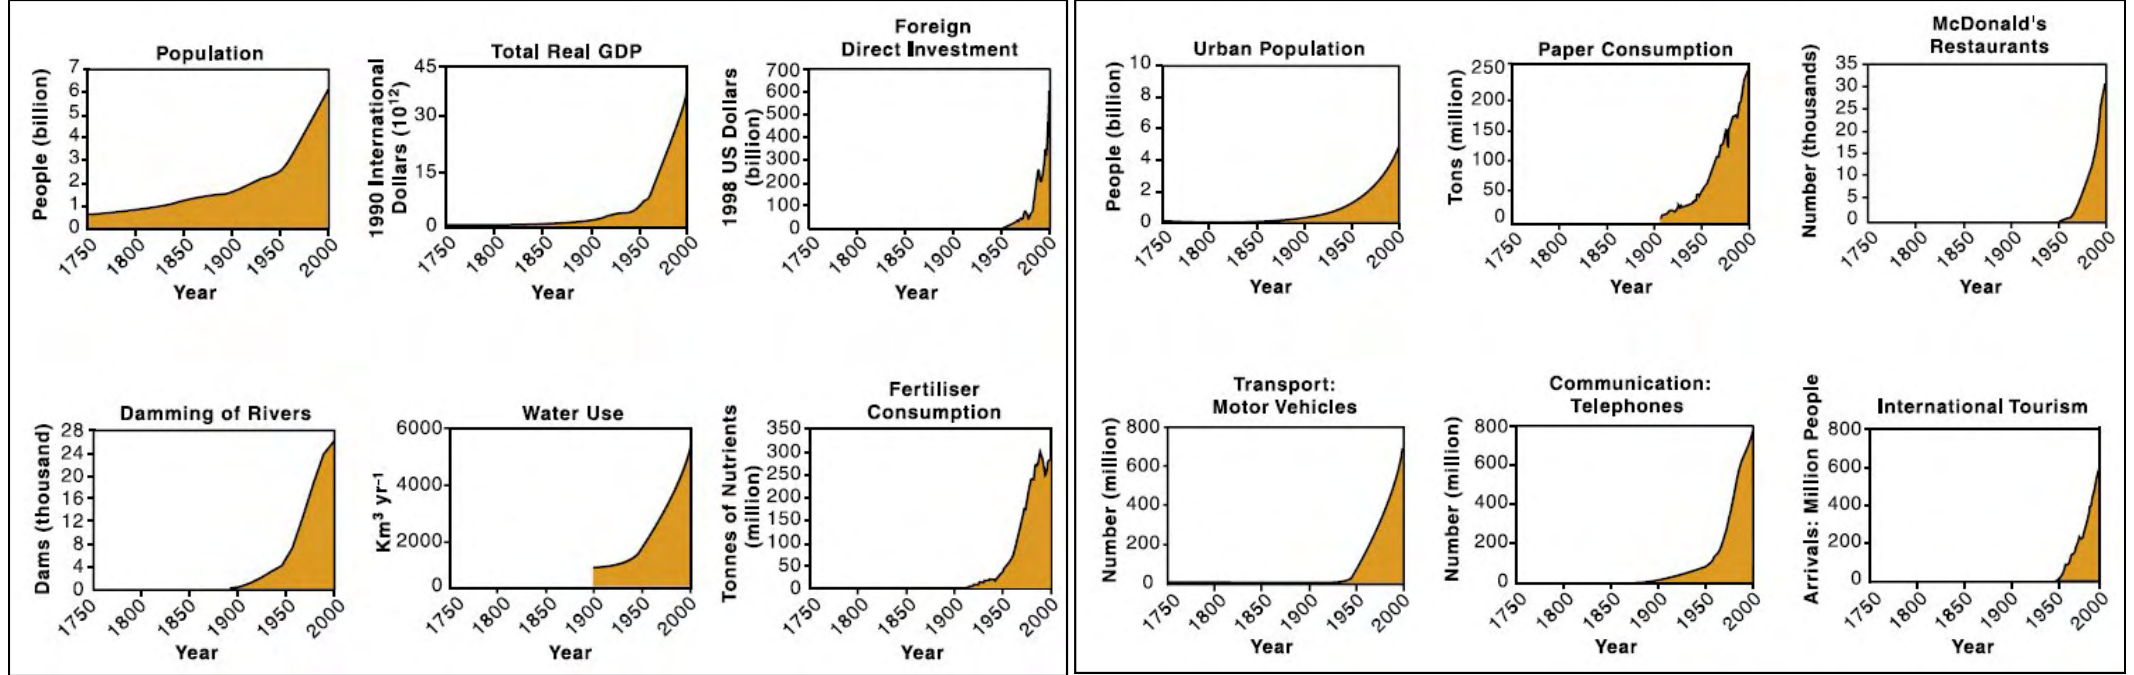 Population
People (billion)
7
6
5
4
3
2
1
0
1750 1800 1850 1900 1950 2000
Year
Total Real GDP
1990 International
Dollars (10¹²)
45
30
15
0
1750 1800 1850 1900 1950 2000
Year
Foreign
Direct Investment
1998 US Dollars
(billion)
700
600
500
400
300
200
100
0
1750 1800 1850 1900 1950 2000
Year
Damming of Rivers
Dams (thousand)
28
24
20
16
12
8
4
0
1750 1800 1850 1900 1950 2000
Year
Water Use
Km³ yr⁻¹
6000
4000
2000
0
1750 1800 1850 1900 1950 2000
Year
Fertiliser
Consumption
Tonnes of Nutrients
(million)
350
300
250
200
150
100
50
0
1750 1800 1850 1900 1950 2000
Year
Urban Population
People (billion)
10
8
6
4
2
0
1750 1800 1850 1900 1950 2000
Year
Paper Consumption
Tons (million)
250
200
150
100
50
0
1750 1800 1850 1900 1950 2000
Year
McDonald's
Restaurants
Number (thousands)
35
30
25
20
15
10
5
0
1750 1800 1850 1900 1950 2000
Year
Transport:
Motor Vehicles
Number (million)
800
600
400
200
0
1750 1800 1850 1900 1950 2000
Year
Communication:
Telephones
Number (million)
800
600
400
200
0
1750 1800 1850 1900 1950 2000
Year
International Tourism
Arrivals: Million People
800
600
400
200
0
1750 1800 1850 1900 1950 2000
Year